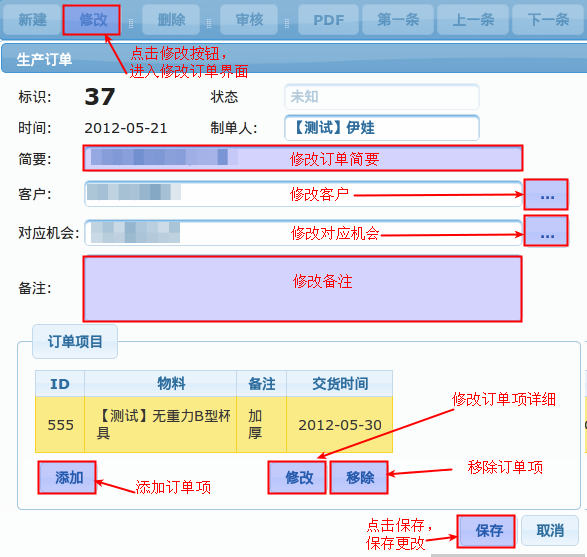 新建 修改 删除 审核 PDF 第一条 上一条 下一条
点击修改按钮，
进入修改订单界面
生产订单
标识： 37 状态 未知
时间： 2012-05-21 制单人： 【测试】伊娃
简要： 修改订单简要
客户： 修改客户 ...
对应机会： 修改对应机会 ...
备注： 修改备注
订单项目
ID 物料 备注 交货时间
555 【测试】无重力B型杯具 加厚 2012-05-30
修改订单项详细
添加 修改 移除 移除订单项
添加订单项
点击保存，
保存更改
保存 取消